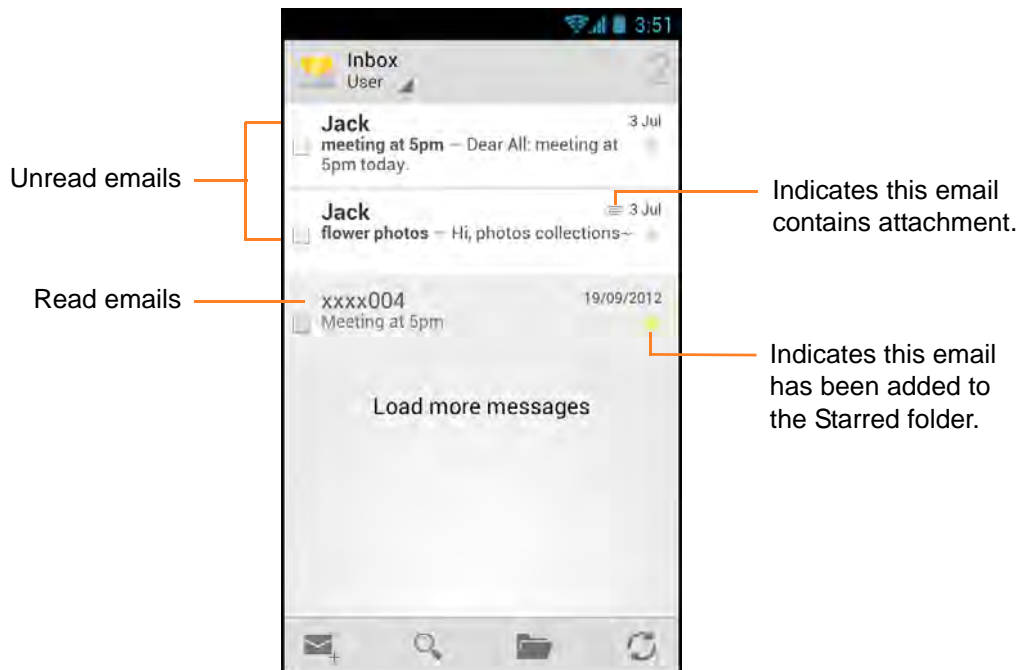 3:51
Inbox
User
2
Jack
3 Jul
meeting at 5pm – Dear All: meeting at
5pm today.
Unread emails
Jack
3 Jul
flower photos – Hi, photos collections~
Indicates this email
contains attachment.
Read emails
xxxx004
19/09/2012
Meeting at 5pm
Indicates this email
has been added to
the Starred folder.
Load more messages